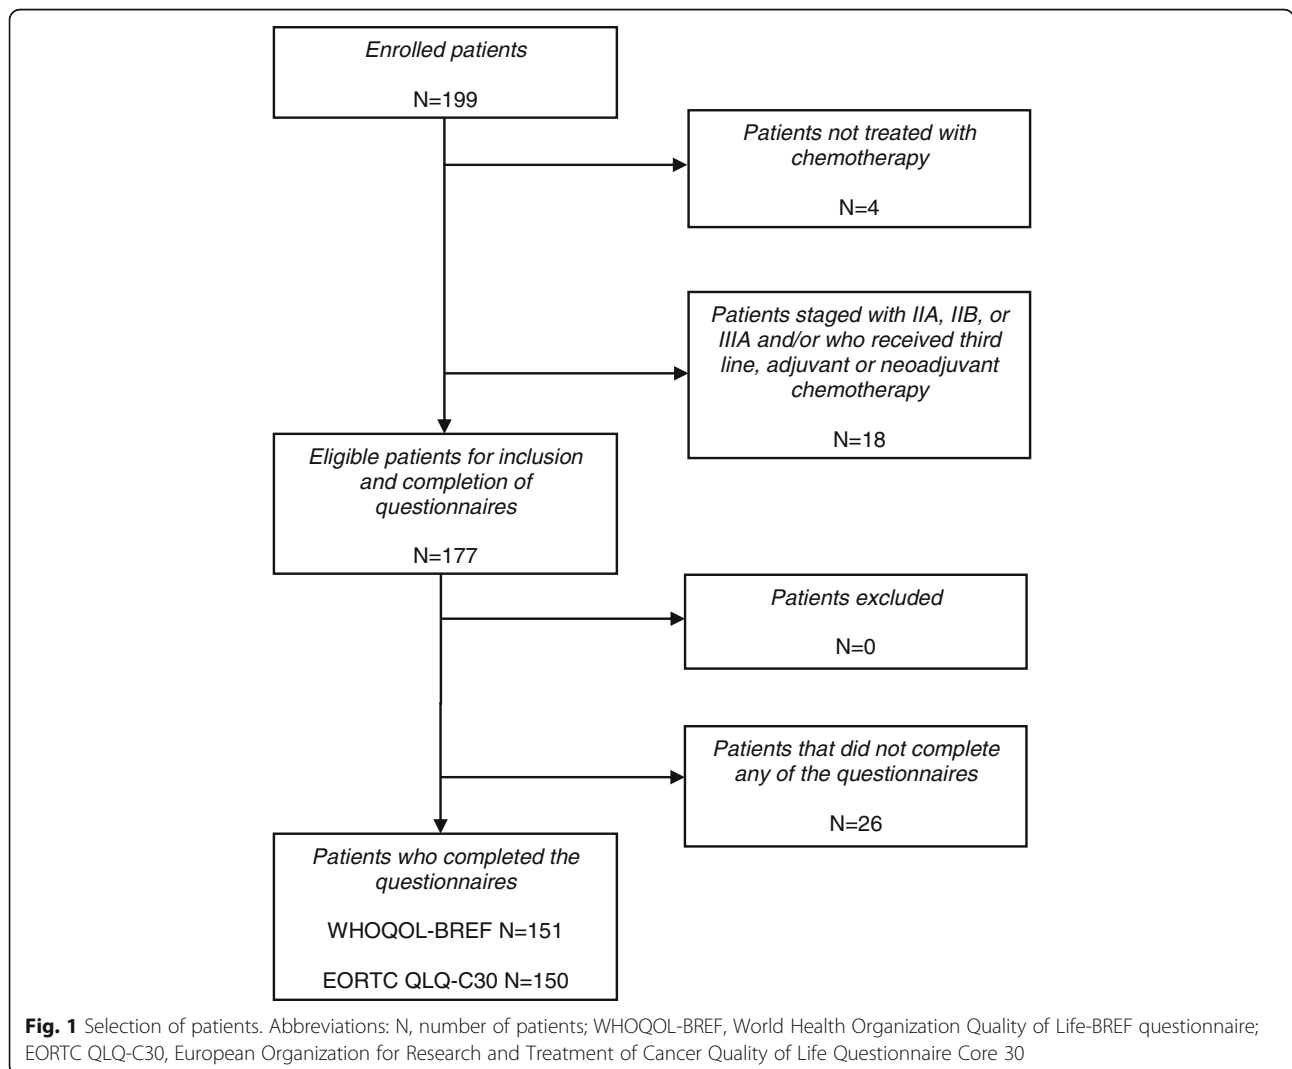 Enrolled patients
N=199
Patients not treated with
chemotherapy
N=4
Patients staged with IIA, IIB, or
IIIA and/or who received third
line, adjuvant or neoadjuvant
chemotherapy
N=18
Eligible patients for inclusion
and completion of
questionnaires
N=177
Patients excluded
N=0
Patients that did not complete
any of the questionnaires
N=26
Patients who completed the
questionnaires
WHOQOL-BREF N=151
EORTC QLQ-C30 N=150
Fig. 1 Selection of patients. Abbreviations: N, number of patients; WHOQOL-BREF, World Health Organization Quality of Life-BREF questionnaire;
EORTC QLQ-C30, European Organization for Research and Treatment of Cancer Quality of Life Questionnaire Core 30